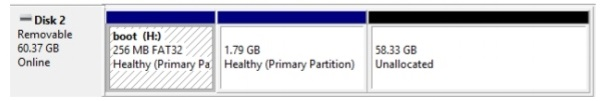 Disk 2
Removable
60.37 GB
Online
boot (H:)
256 MB FAT32
Healthy (Primary Pa
1.79 GB
Healthy (Primary Partition)
58.33 GB
Unallocated